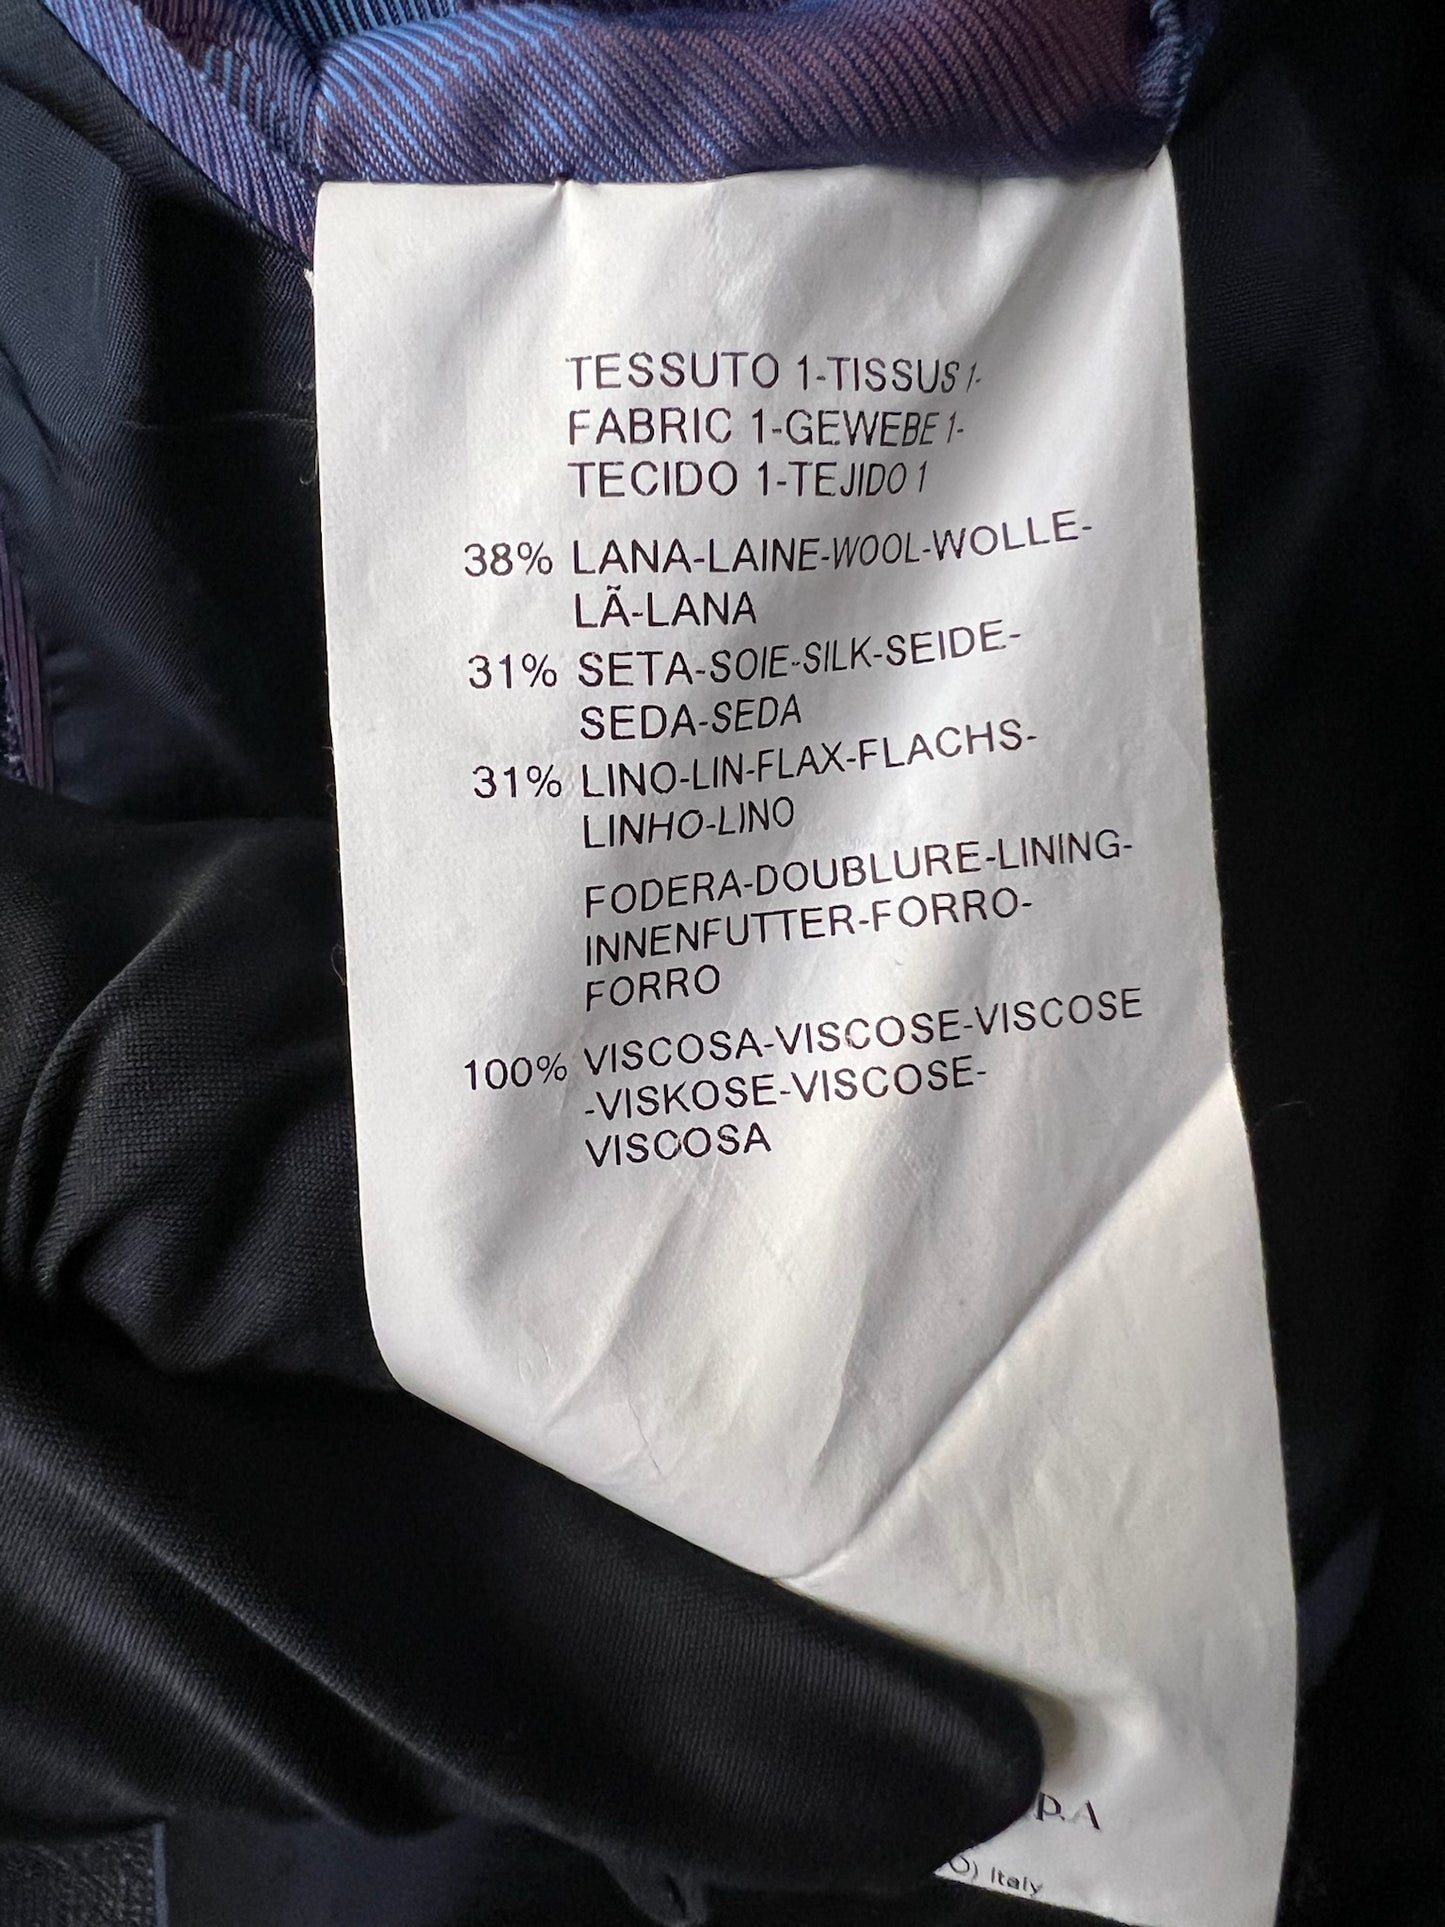 TESSUTO 1-TISSUS 1-
FABRIC 1-GEWEBE 1-
TECIDO 1-TEJIDO 1
38% LANA-LAINE-WOOL-WOLLE-
LÃ-LANA
31% SETA-SOIE-SILK-SEIDE-
SEDA-SEDA
31% LINO-LIN-FLAX-FLACHS-
LINHO-LINO
FODERA-DOUBLURE-LINING-
INNENFUTTER-FORRO-
FORRO
100% VISCOSA-VISCOSE-VISCOSE
-VISKOSE-VISCOSE-
VISCOSA
p.A
O) Italy